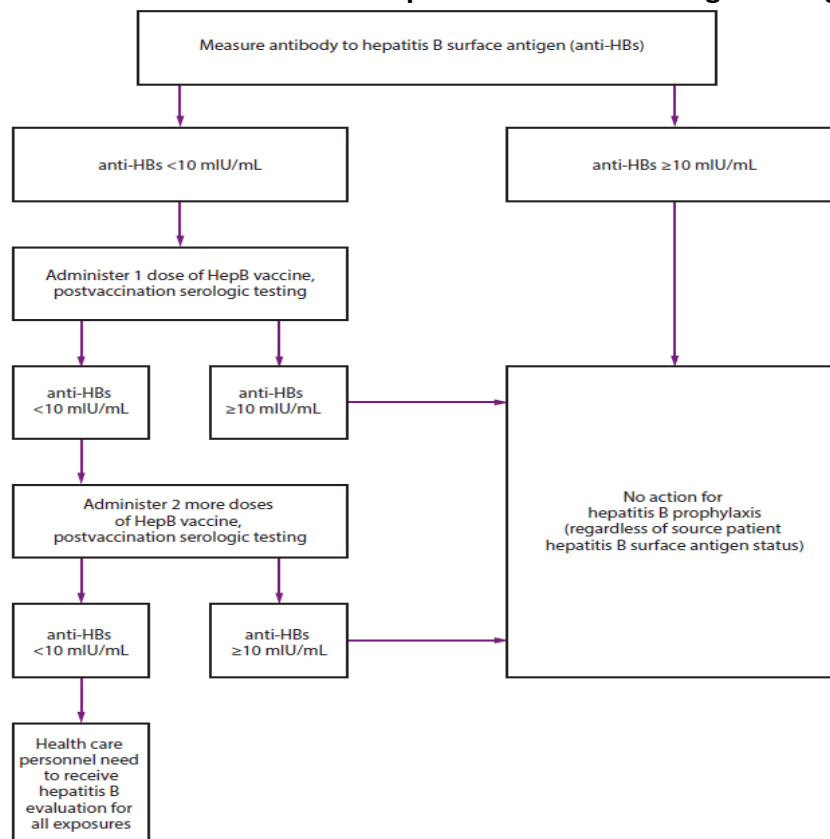 Measure antibody to hepatitis B surface antigen (anti-HBs)
anti-HBs <10 mIU/mL
anti-HBs ≥10 mIU/mL
Administer 1 dose of HepB vaccine,
postvaccination serologic testing
anti-HBs
<10 mIU/mL
anti-HBs
≥10 mIU/mL
No action for
hepatitis B prophylaxis
(regardless of source patient
hepatitis B surface antigen status)
Administer 2 more doses
of HepB vaccine,
postvaccination serologic testing
anti-HBs
<10 mIU/mL
anti-HBs
≥10 mIU/mL
Health care
personnel need
to receive
hepatitis B
evaluation for
all exposures